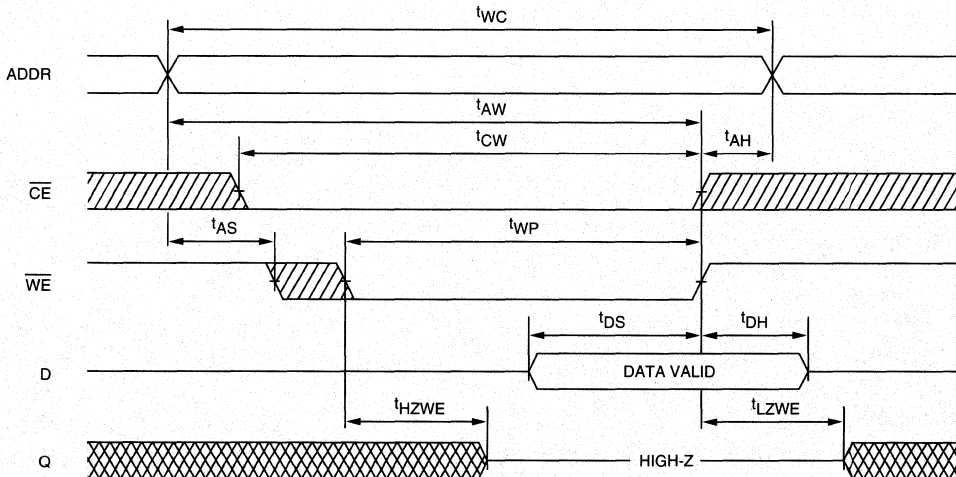 tWC
ADDR
tAW
tCW
tAH
CE
tAS
tWP
WE
tDS
tDH
D
DATA VALID
tHZWE
tLZWE
Q
HIGH-Z